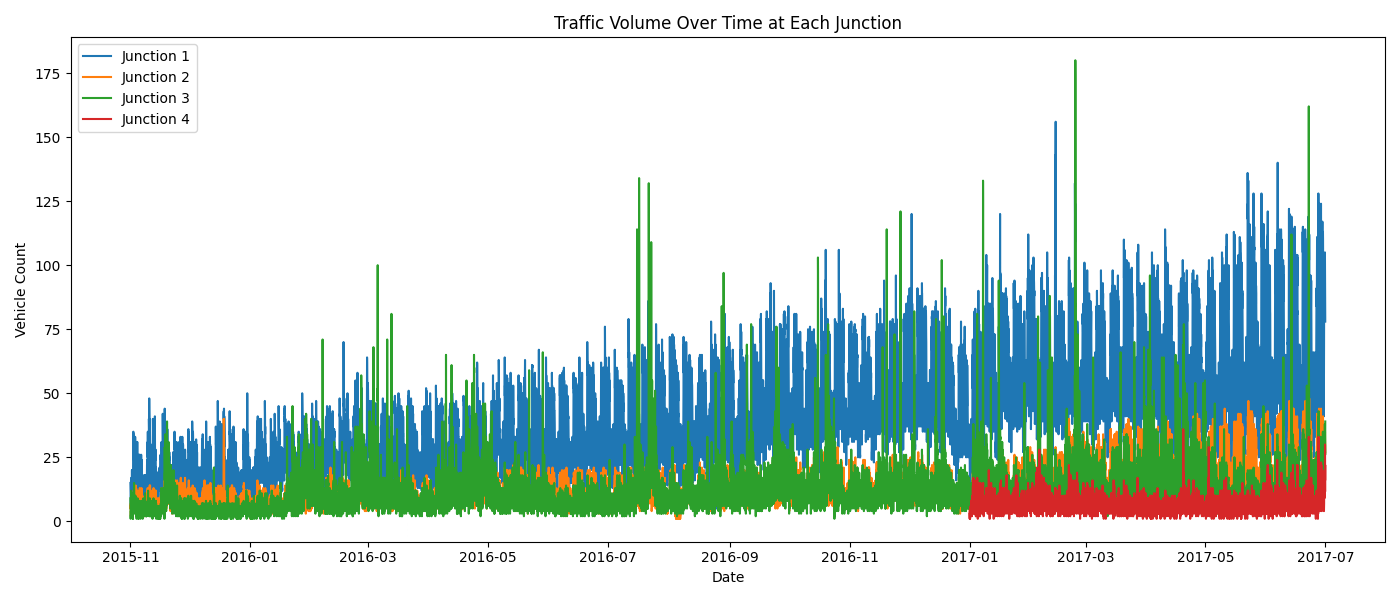 Traffic Volume Over Time at Each Junction
Junction 1
Junction 2
Junction 3
Junction 4
Vehicle Count
175
150
125
100
75
50
25
0
2015-11 2016-01 2016-03 2016-05 2016-07 2016-09 2016-11 2017-01 2017-03 2017-05 2017-07
Date